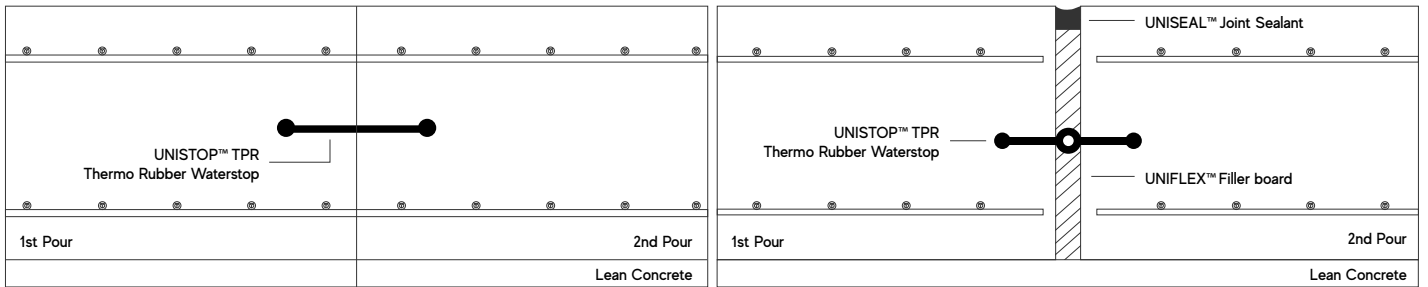 UNISTOP™ TPR
Thermo Rubber Waterstop
1st Pour
2nd Pour
Lean Concrete
UNISEAL™ Joint Sealant
UNISTOP™ TPR
Thermo Rubber Waterstop
UNIFLEX™ Filler board
1st Pour
2nd Pour
Lean Concrete